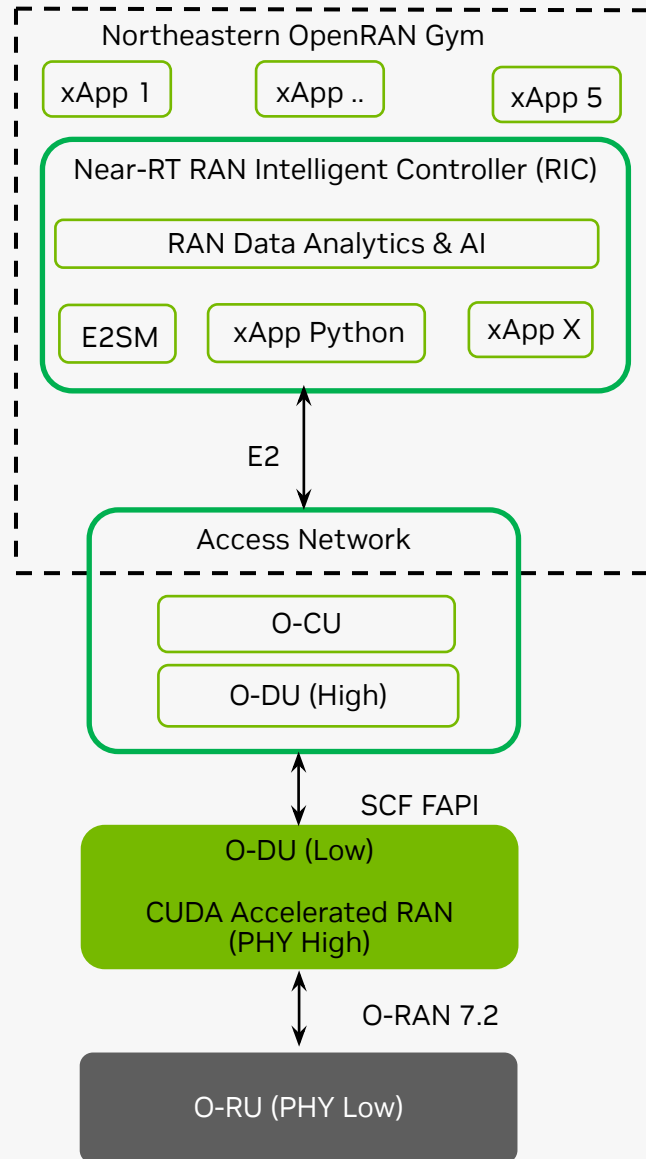 Northeastern OpenRAN Gym
xApp 1
xApp ..
xApp 5
Near-RT RAN Intelligent Controller (RIC)
RAN Data Analytics & AI
E2SM
xApp Python
xApp X
E2
Access Network
O-CU
O-DU (High)
SCF FAPI
O-DU (Low)
CUDA Accelerated RAN
(PHY High)
O-RAN 7.2
O-RU (PHY Low)